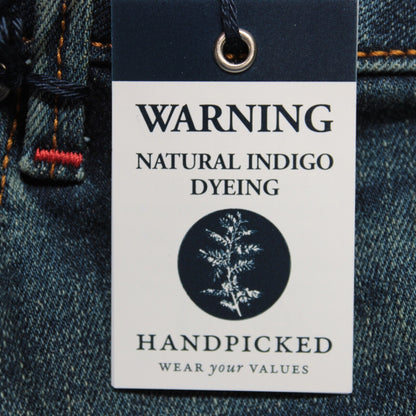 WARNING
NATURAL INDIGO
DYEING
HANDPICKED
WEAR your VALUES